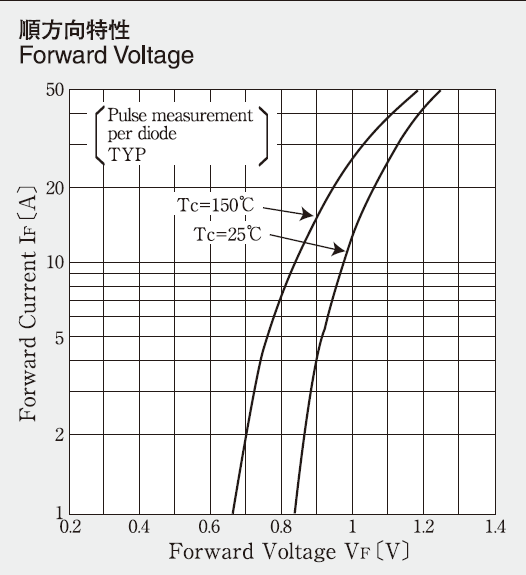 順方向特性
Forward Voltage
Pulse measurement
per diode
TYP
Tc=150℃
Tc=25℃
Forward Current IF〔A〕
50
20
10
5
2
1
0.2 0.4 0.6 0.8 1 1.2 1.4
Forward Voltage VF〔V〕